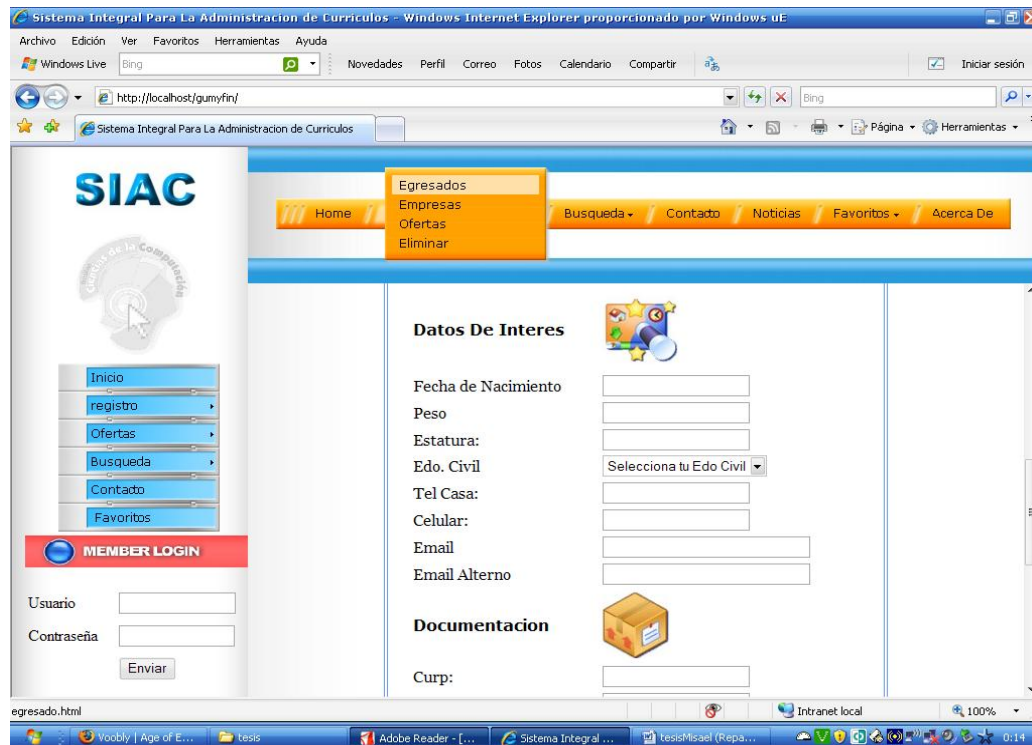 Sistema Integral Para La Administracion de Curriculos - Windows Internet Explorer proporcionado por Windows uE
Archivo Edición Ver Favoritos Herramientas Ayuda
Windows Live Bing Novedades Perfil Correo Fotos Calendario Compartir Iniciar sesión
http://localhost/gumyfin/ Bing
Sistema Integral Para La Administracion de Curriculos Página Herramientas
SIAC
Ciencias de la Computación
Home Busqueda Contacto Noticias Favoritos Acerca De
Egresados
Empresas
Ofertas
Eliminar
Inicio
registro
Ofertas
Busqueda
Contacto
Favoritos
MEMBER LOGIN
Usuario
Contraseña
Enviar
Datos De Interes
Fecha de Nacimiento
Peso
Estatura:
Edo. Civil Selecciona tu Edo Civil
Tel Casa:
Celular:
Email
Email Alterno
Documentacion
Curp:
egresado.html Intranet local 100%
Voobly | Age of E... tesis Adobe Reader - [... Sistema Integral ... tesisMisael (Repa... 0:14